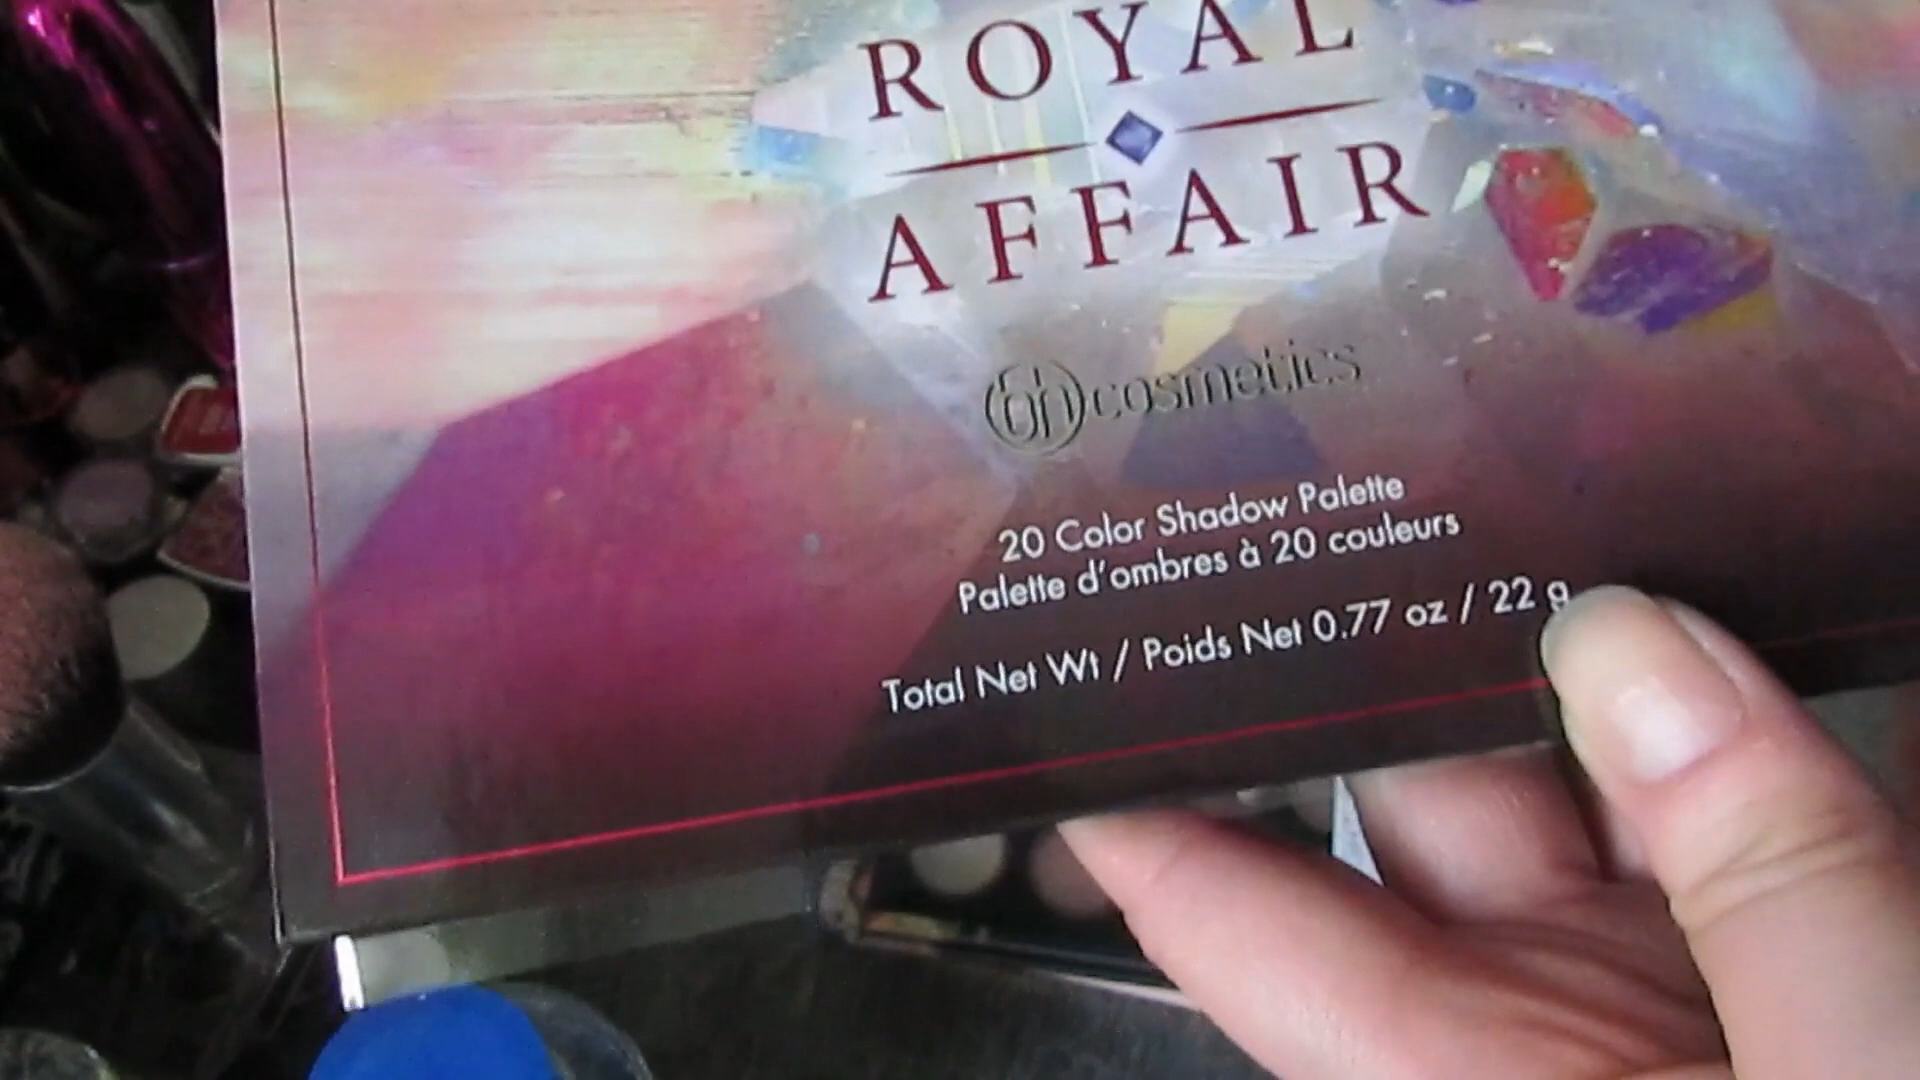 ROYAL
AFFAIR
bh cosmetics
20 Color Shadow Palette
Palette d'ombres à 20 couleurs
Total Net Wt / Poids Net 0.77 oz / 22 g